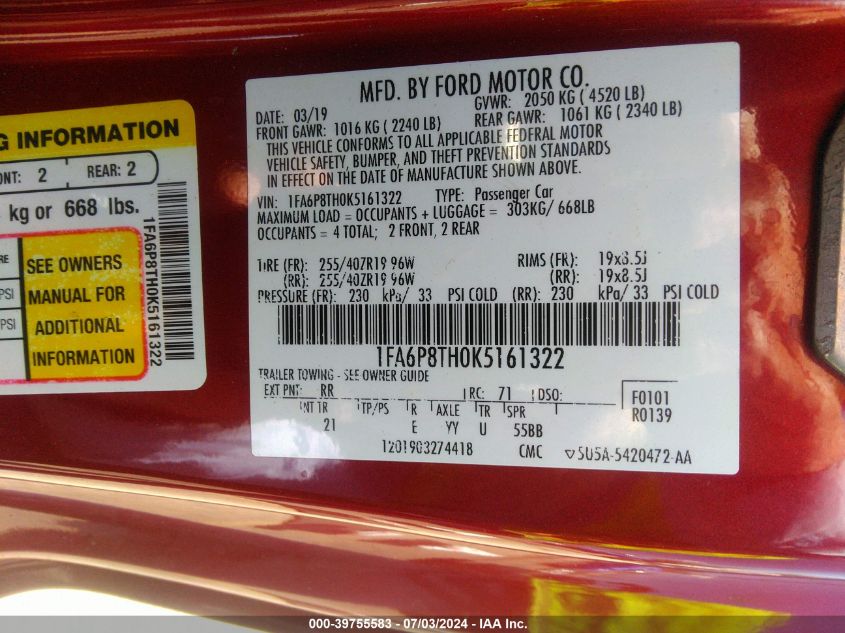 G INFORMATION
ONT: 2 REAR: 2
kg or 668 lbs.
RE
PSI
PSI
SEE OWNERS
MANUAL FOR
ADDITIONAL
INFORMATION
1FA6P8TH0K5161322
MFD. BY FORD MOTOR CO.
DATE: 03/19 GVWR: 2050 KG ( 4520 LB)
FRONT GAWR: 1016 KG ( 2240 LB) REAR GAWR: 1061 KG ( 2340 LB)
THIS VEHICLE CONFORMS TO ALL APPLICABLE FEDERAL MOTOR
VEHICLE SAFETY, BUMPER, AND THEFT PREVENTION STANDARDS
IN EFFECT ON THE DATE OF MANUFACTURE SHOWN ABOVE.
VIN: 1FA6P8TH0K5161322 TYPE: Passenger Car
MAXIMUM LOAD = OCCUPANTS + LUGGAGE = 303KG/ 668LB
OCCUPANTS = 4 TOTAL; 2 FRONT, 2 REAR
TIRE (FR): 255/40ZR19 96W RIMS (FR): 19x8.5J
(RR): 255/40ZR19 96W (RR): 19x8.5J
PRESSURE (FR): 230 kPa/ 33 PSI COLD (RR): 230 kPa/ 33 PSI COLD
1FA6P8TH0K5161322
TRAILER TOWING - SEE OWNER GUIDE
EXT PNT: RR RC: 71 DSO: F0101
INT TR TP/PS R AXLE TR SPR R0139
21 E YY U 55BB
1201903274418 CMC 5U5A-5420472-AA
000-39755583 - 07/03/2024 - IAA Inc.